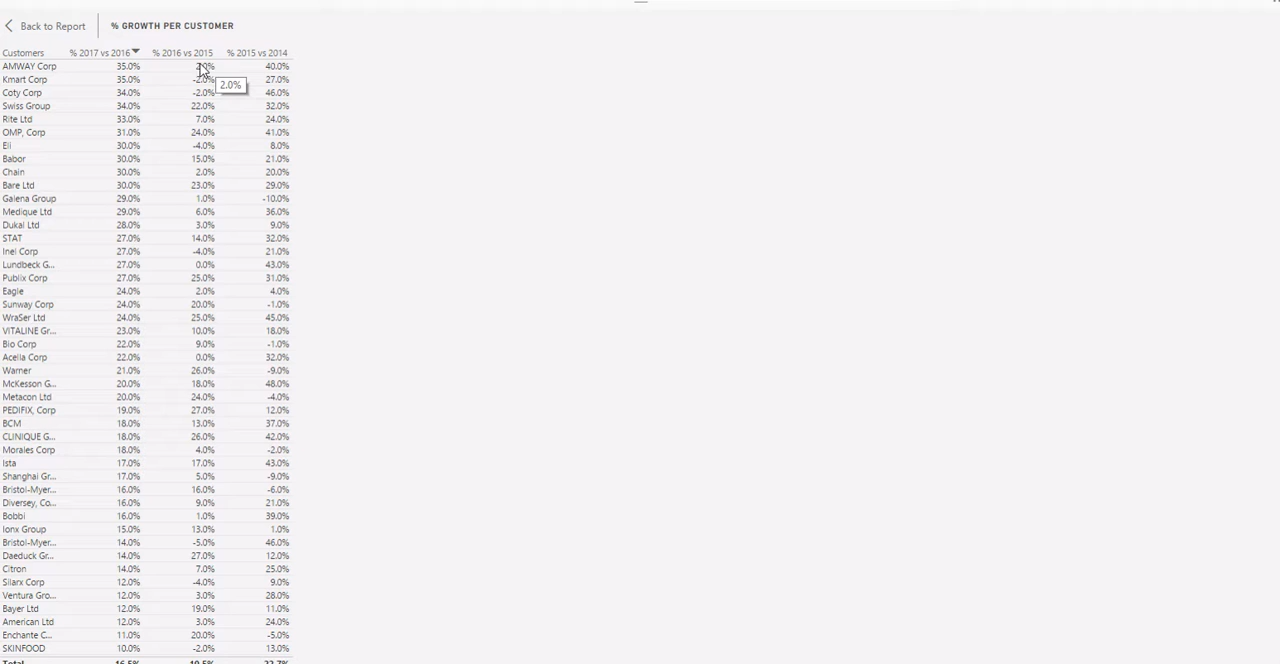 Back to Report % GROWTH PER CUSTOMER
Customers % 2017 vs 2016 % 2016 vs 2015 % 2015 vs 2014
AMWAY Corp 35.0% 2.0% 40.0%
Kmart Corp 35.0% -2.0% 27.0%
2.0%
Coty Corp 34.0% -2.0% 46.0%
Swiss Group 34.0% 22.0% 32.0%
Rite Ltd 33.0% 7.0% 24.0%
OMP, Corp 31.0% 24.0% 41.0%
Eli 30.0% -4.0% 8.0%
Babor 30.0% 15.0% 21.0%
Chain 30.0% 2.0% 20.0%
Bare Ltd 30.0% 23.0% 29.0%
Galena Group 29.0% 1.0% -10.0%
Medique Ltd 29.0% 6.0% 36.0%
Dukal Ltd 28.0% 3.0% 9.0%
STAT 27.0% 14.0% 32.0%
Inei Corp 27.0% -4.0% 21.0%
Lundbeck G... 27.0% 0.0% 43.0%
Publix Corp 27.0% 25.0% 31.0%
Eagle 24.0% 2.0% 4.0%
Sunway Corp 24.0% 20.0% -1.0%
WraSer Ltd 24.0% 25.0% 45.0%
VITALINE Gr... 23.0% 10.0% 18.0%
Bio Corp 22.0% 9.0% -1.0%
Acella Corp 22.0% 0.0% 32.0%
Warner 21.0% 26.0% -9.0%
McKesson G... 20.0% 18.0% 48.0%
Metacon Ltd 20.0% 24.0% -4.0%
PEDIFIX, Corp 19.0% 27.0% 12.0%
BCM 18.0% 13.0% 37.0%
CLINIQUE G... 18.0% 26.0% 42.0%
Morales Corp 18.0% 4.0% -2.0%
Ista 17.0% 17.0% 43.0%
Shanghai Gr... 17.0% 5.0% -9.0%
Bristol-Myer... 16.0% 16.0% -6.0%
Diversey, Co... 16.0% 9.0% 21.0%
Bobbi 16.0% 1.0% 39.0%
Ionx Group 15.0% 13.0% 1.0%
Bristol-Myer... 14.0% -5.0% 46.0%
Daeduck Gr... 14.0% 27.0% 12.0%
Citron 14.0% 7.0% 25.0%
Silarx Corp 12.0% -4.0% 9.0%
Ventura Gro... 12.0% 3.0% 28.0%
Bayer Ltd 12.0% 19.0% 11.0%
American Ltd 12.0% 3.0% 24.0%
Enchante C... 11.0% 20.0% -5.0%
SKINFOOD 10.0% -2.0% 13.0%
Total 16.5% 10.5% 22.7%